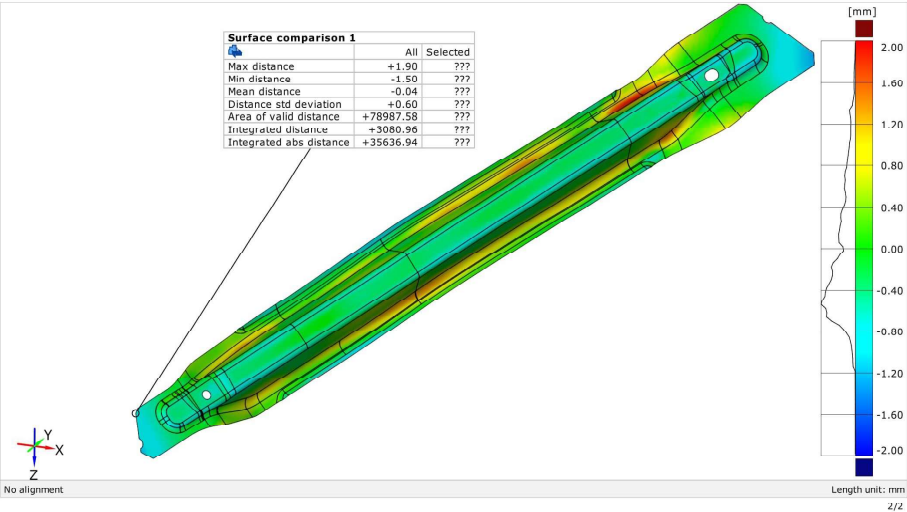 [mm]
Surface comparison 1
All Selected
Max distance +1.90 ???
Min distance -1.50 ???
Mean distance -0.04 ???
Distance std deviation +0.60 ???
Area of valid distance +78987.58 ???
Integrated distance +3080.96 ???
Integrated abs distance +35636.94 ???
2.00
1.60
1.20
0.80
0.40
0.00
-0.40
-0.80
-1.20
-1.60
-2.00
Y
X
Z
No alignment
Length unit: mm
2/2